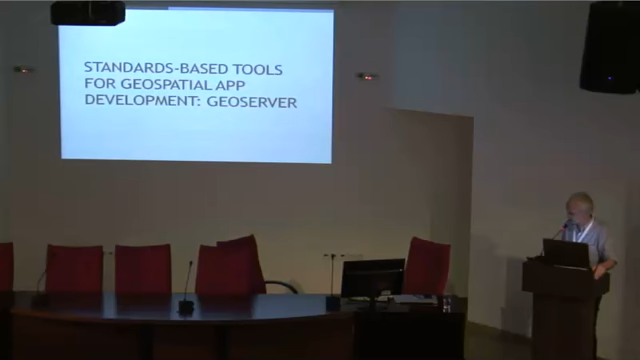 STANDARDS-BASED TOOLS
FOR GEOSPATIAL APP
DEVELOPMENT: GEOSERVER